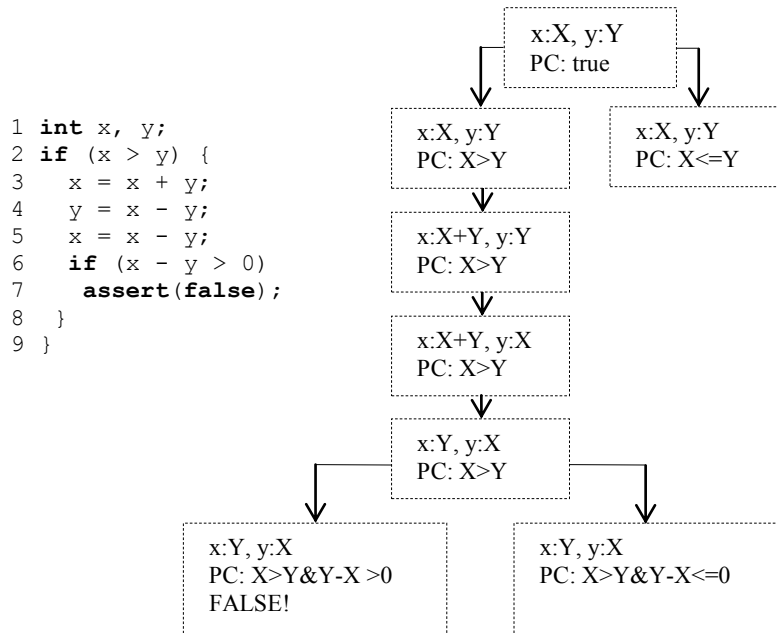 1 int x, y;
2 if (x > y) {
3 x = x + y;
4 y = x - y;
5 x = x - y;
6 if (x - y > 0)
7 assert(false);
8 }
9 }
x:X, y:Y
PC: true
x:X, y:Y
PC: X>Y
x:X, y:Y
PC: X<=Y
x:X+Y, y:Y
PC: X>Y
x:X+Y, y:X
PC: X>Y
x:Y, y:X
PC: X>Y
x:Y, y:X
PC: X>Y&Y-X >0
FALSE!
x:Y, y:X
PC: X>Y&Y-X<=0